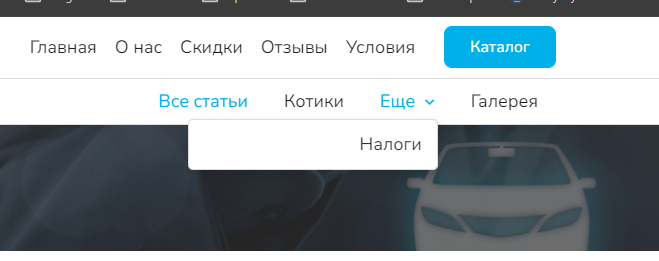 Главная О нас Скидки Отзывы Условия Каталог
Все статьи Котики Еще Галерея
Налоги